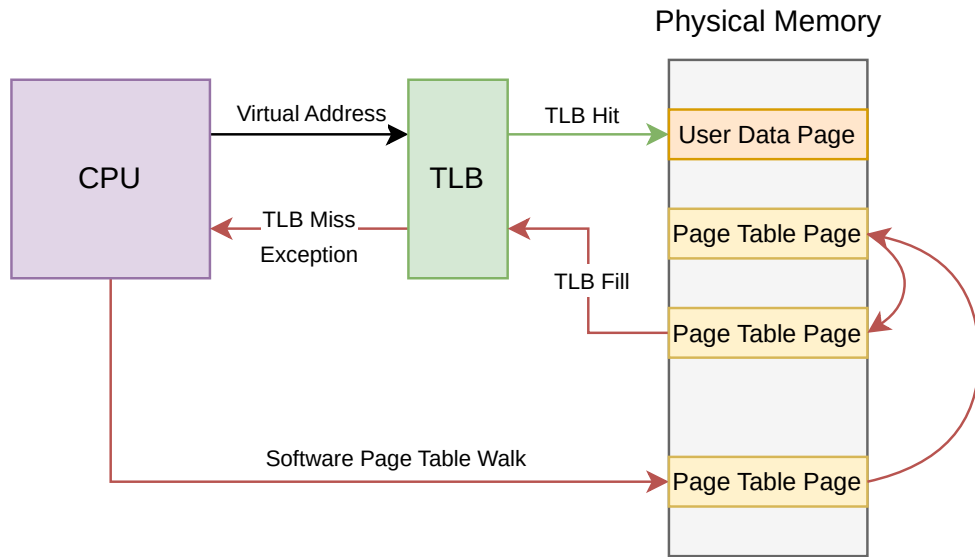 Physical Memory
Virtual Address
TLB Hit
User Data Page
CPU
TLB
TLB Miss
Exception
Page Table Page
TLB Fill
Page Table Page
Software Page Table Walk
Page Table Page